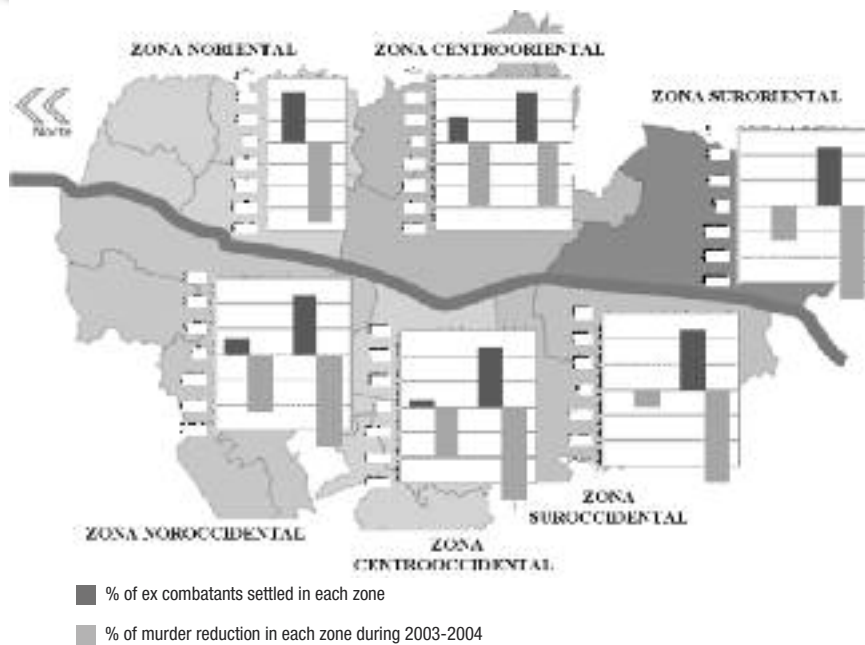 ZONA NORIENTAL
ZONA CENTROORIENTAL
ZONA SURORIENTAL
Norte
ZONA NOROCCIDENTAL
ZONA
CENTROOCCIDENTAL
ZONA
SUROCCIDENTAL
% of ex combatants settled in each zone
% of murder reduction in each zone during 2003-2004